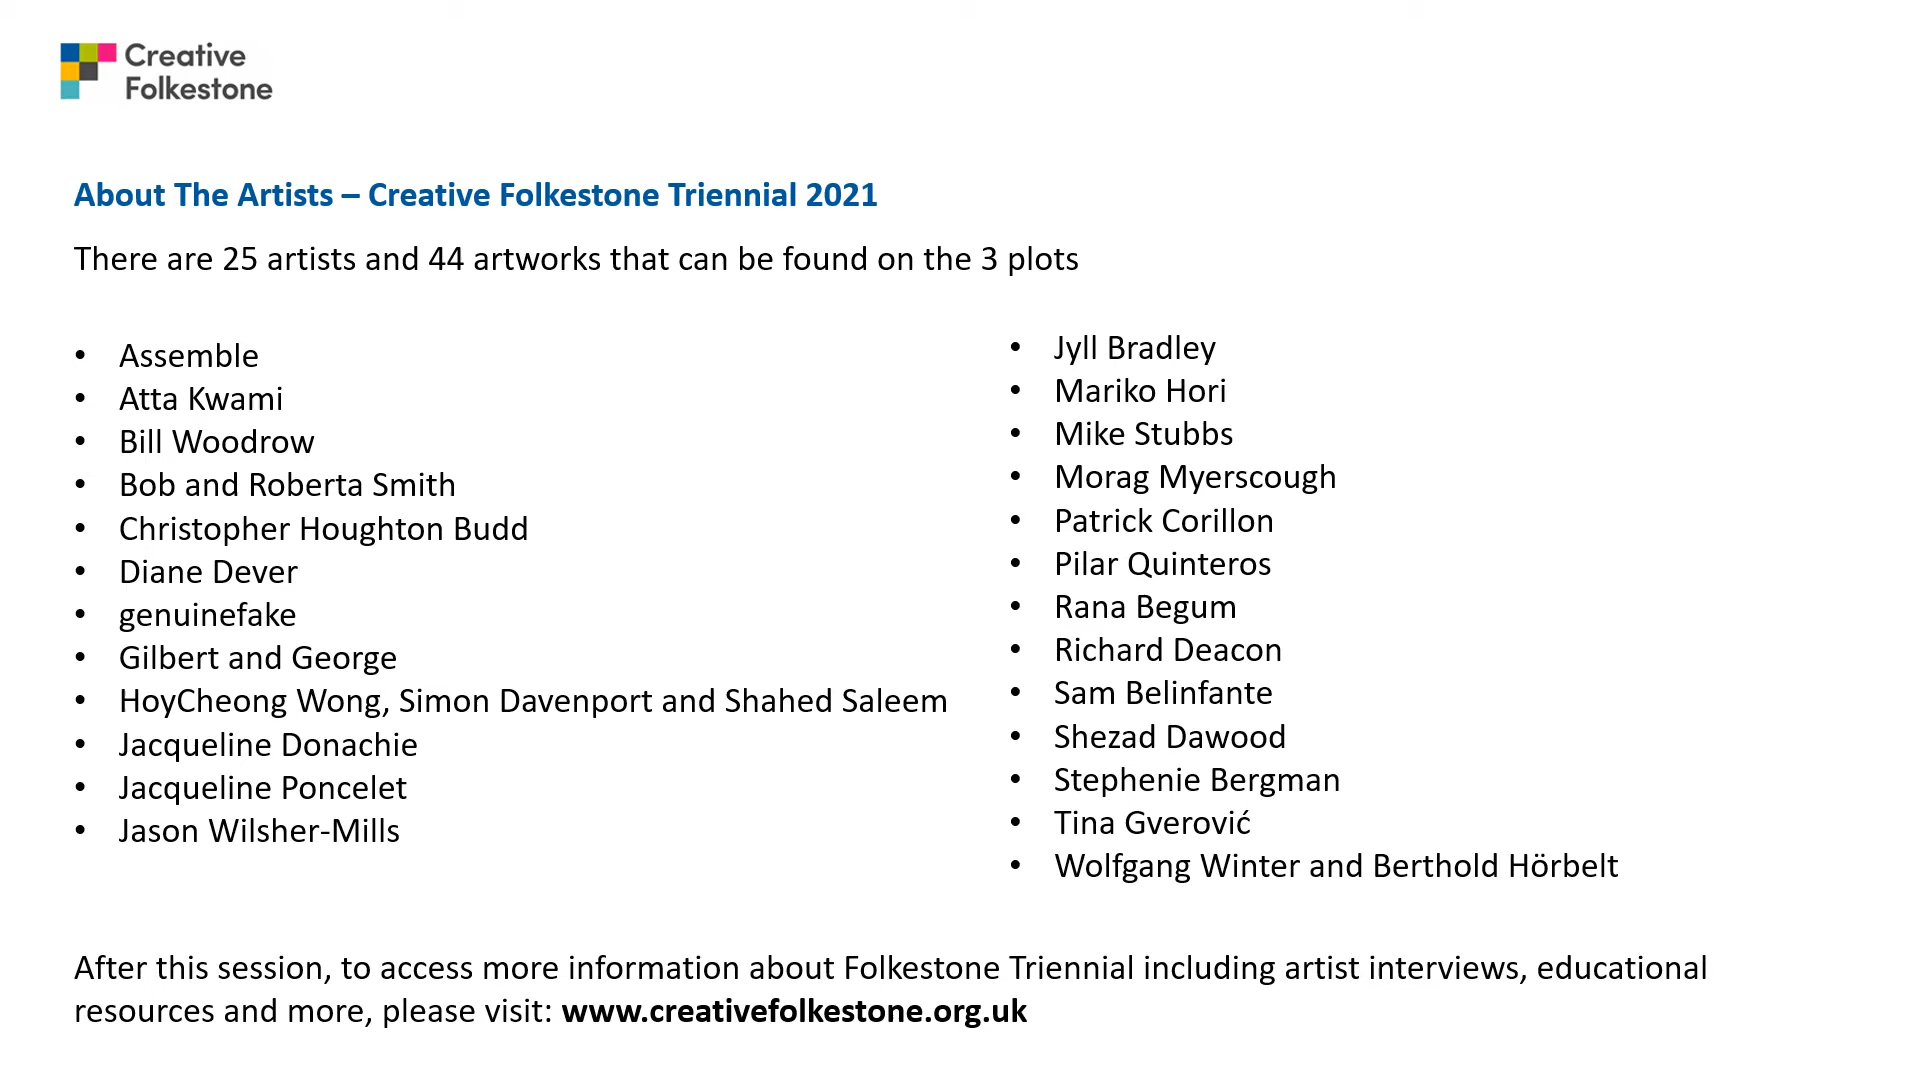 Creative
Folkestone
About The Artists – Creative Folkestone Triennial 2021
There are 25 artists and 44 artworks that can be found on the 3 plots
• Assemble
• Atta Kwami
• Bill Woodrow
• Bob and Roberta Smith
• Christopher Houghton Budd
• Diane Dever
• genuinefake
• Gilbert and George
• HoyCheong Wong, Simon Davenport and Shahed Saleem
• Jacqueline Donachie
• Jacqueline Poncelet
• Jason Wilsher-Mills
• Jyll Bradley
• Mariko Hori
• Mike Stubbs
• Morag Myerscough
• Patrick Corillon
• Pilar Quinteros
• Rana Begum
• Richard Deacon
• Sam Belinfante
• Shezad Dawood
• Stephenie Bergman
• Tina Gverović
• Wolfgang Winter and Berthold Hörbelt
After this session, to access more information about Folkestone Triennial including artist interviews, educational
resources and more, please visit: www.creativefolkestone.org.uk